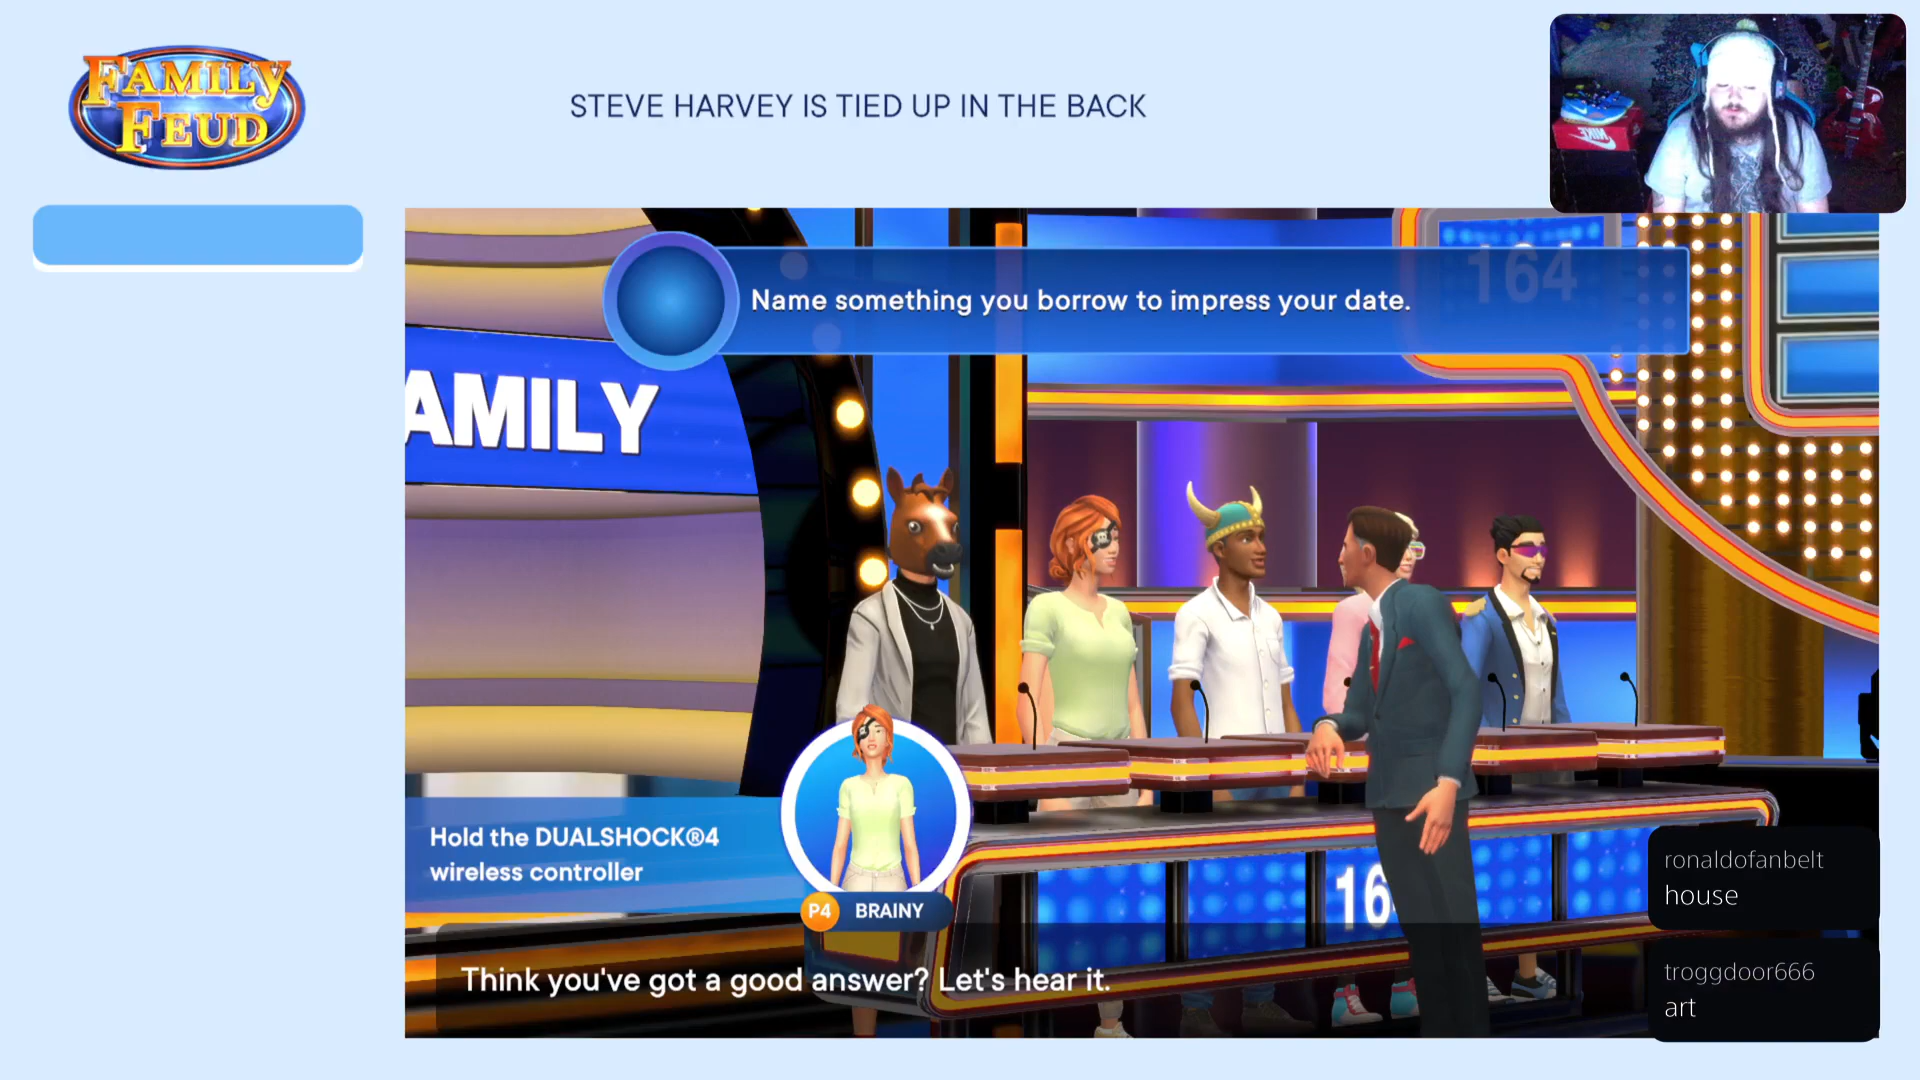 FAMILY
FEUD
STEVE HARVEY IS TIED UP IN THE BACK
NIKE
164
Name something you borrow to impress your date.
AMILY
Hold the DUALSHOCK®4
wireless controller
P4 BRAINY
16
Think you've got a good answer? Let's hear it.
ronaldofanbelt
house
troggdoor666
art